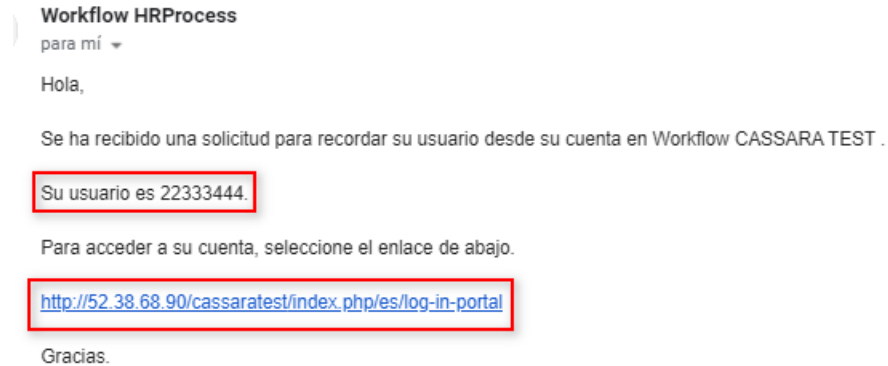 Workflow HRProcess
para mí
Hola,
Se ha recibido una solicitud para recordar su usuario desde su cuenta en Workflow CASSARA TEST .
Su usuario es 22333444.
Para acceder a su cuenta, seleccione el enlace de abajo.
http://52.38.68.90/cassaratest/index.php/es/log-in-portal
Gracias.